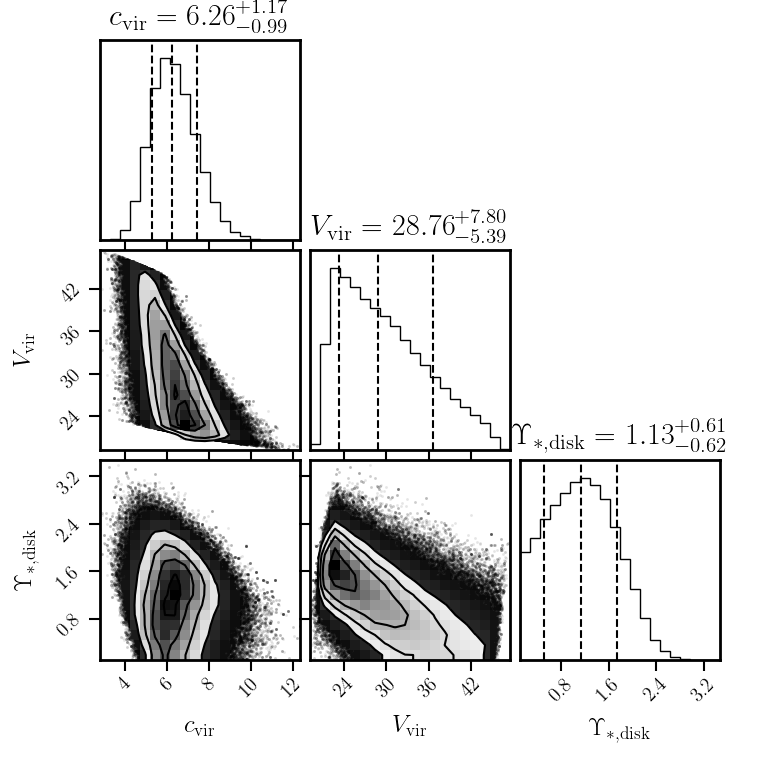 c_vir = 6.26^{+1.17}_{−0.99}
V_vir = 28.76^{+7.80}_{−5.39}
42
36
30
24
V_vir
ϒ_{*,disk} = 1.13^{+0.61}_{−0.62}
3.2
2.4
1.6
0.8
ϒ_{*,disk}
4 6 8 10 12
24 30 36 42
0.8 1.6 2.4 3.2
c_vir
V_vir
ϒ_{*,disk}